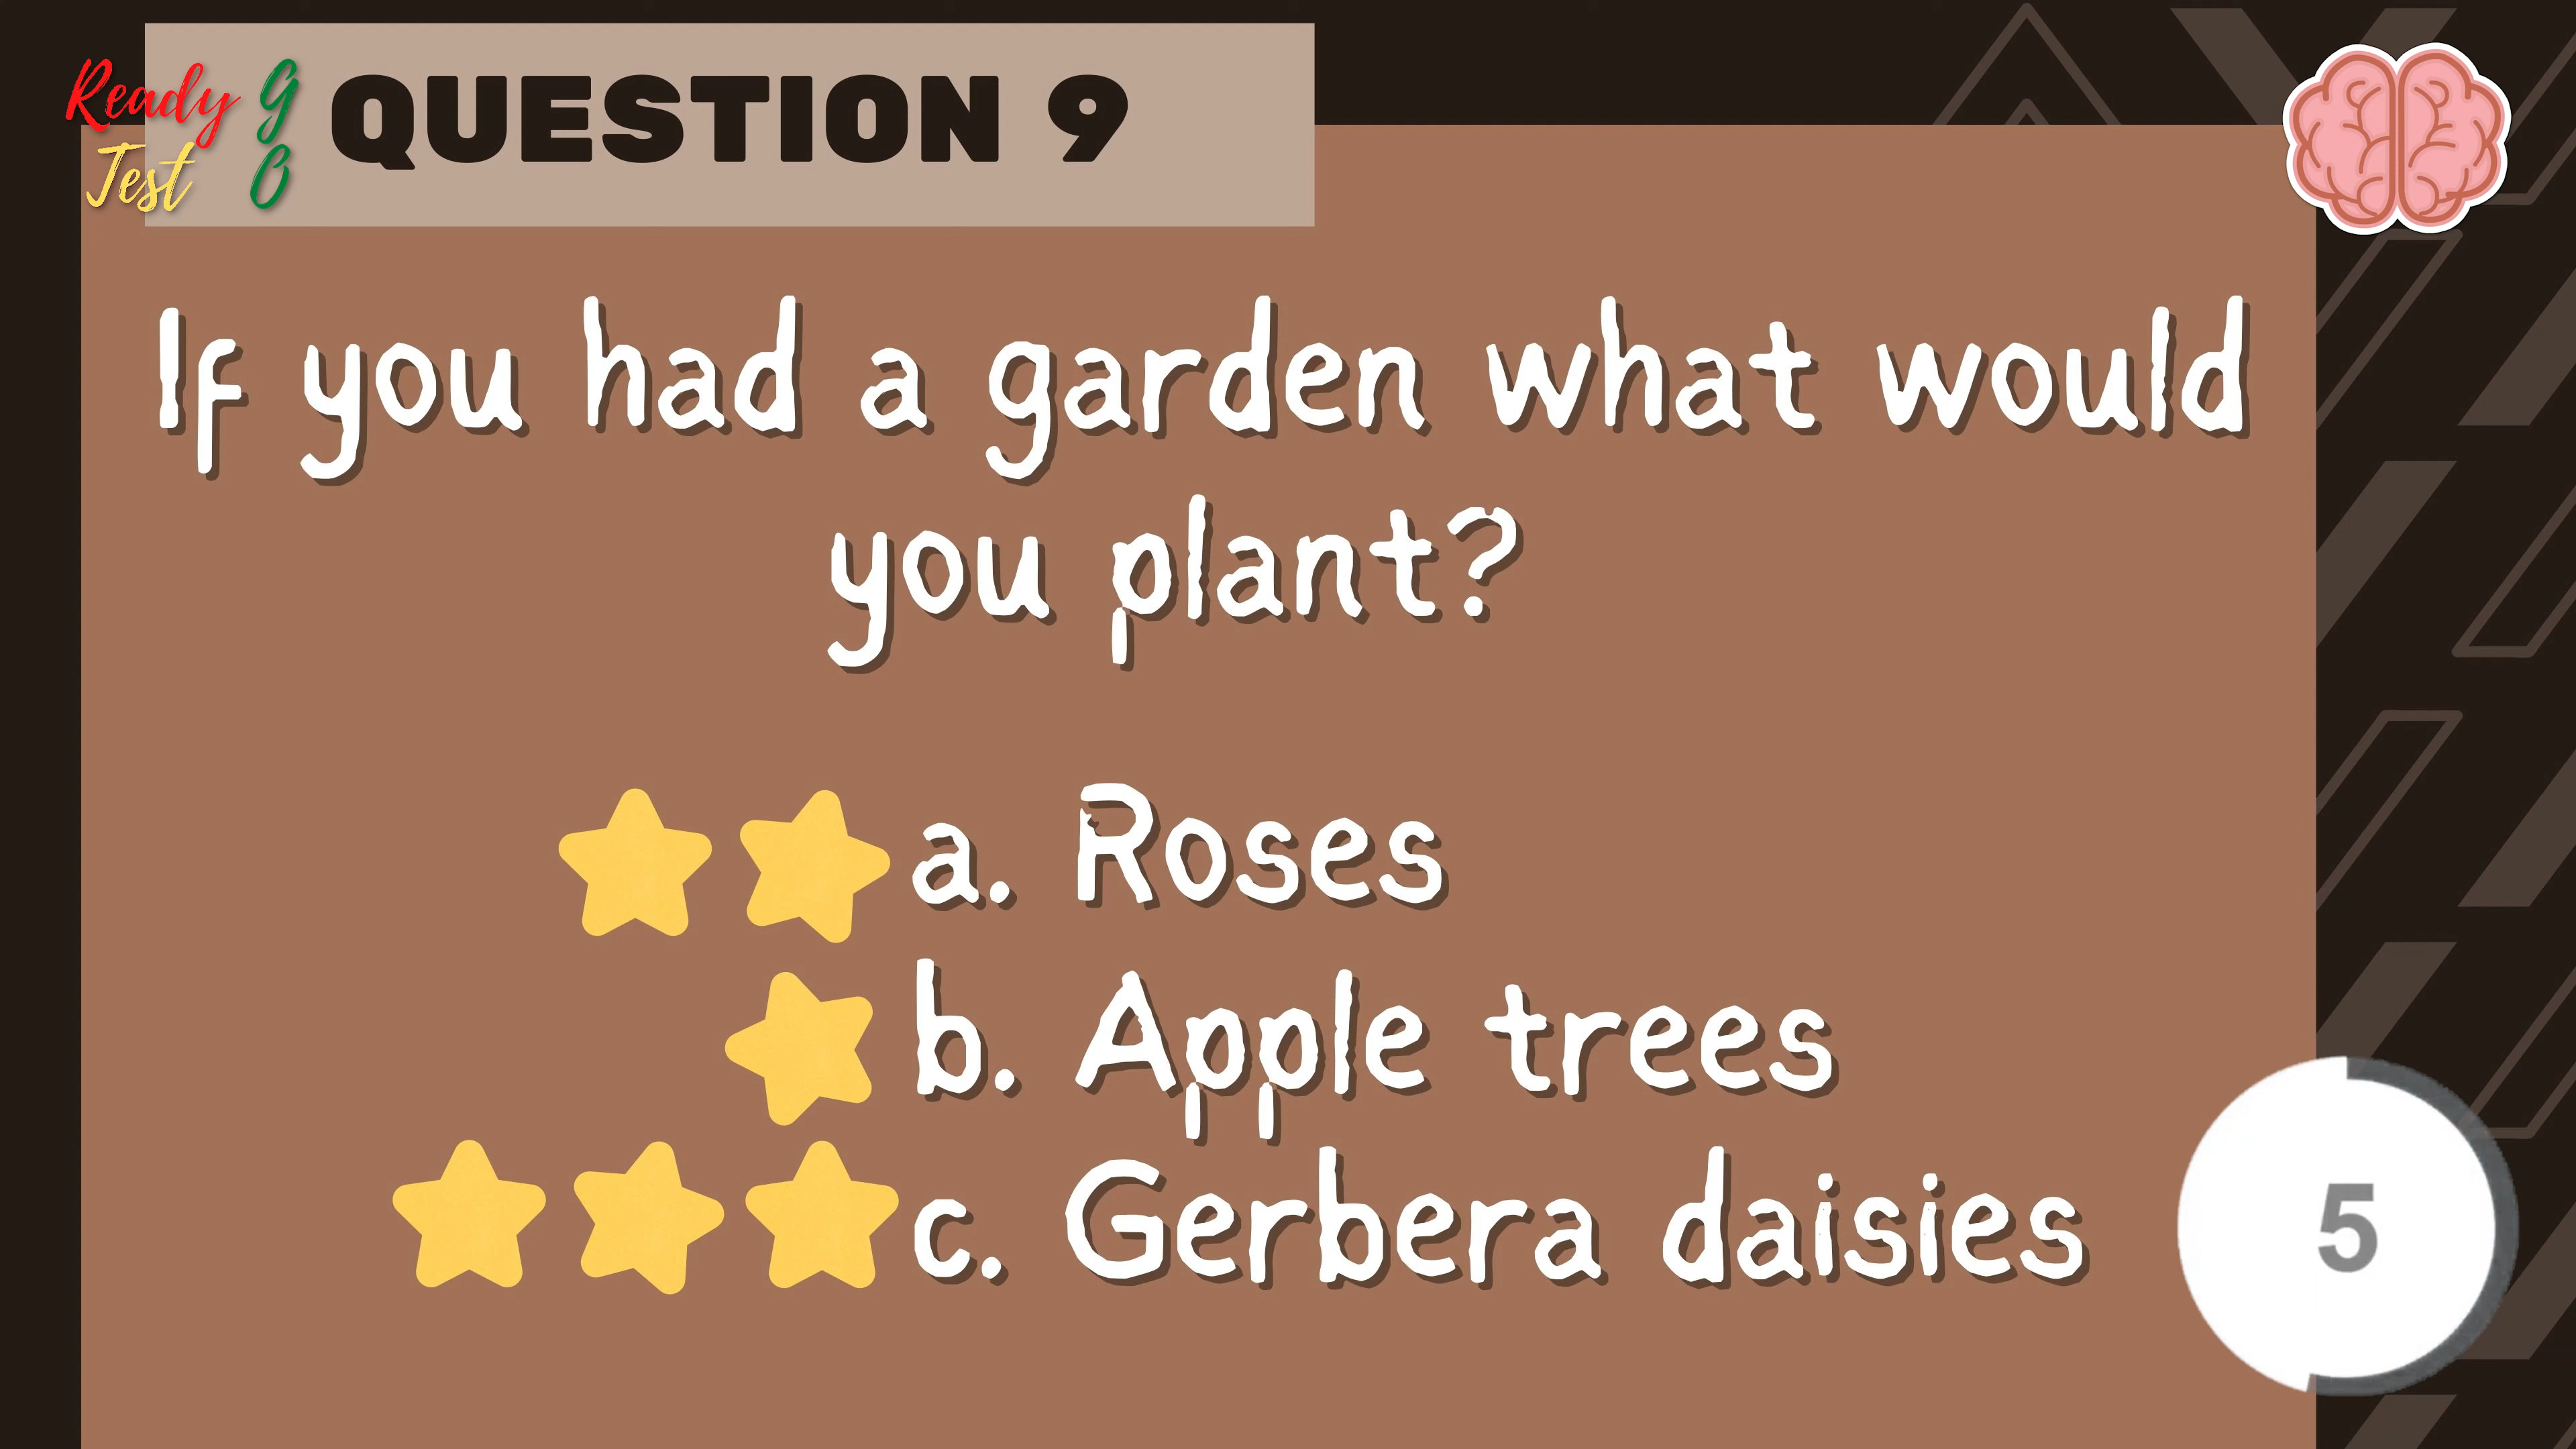 Ready G
Test O
QUESTION 9
If you had a garden what would
you plant?
a. Roses
b. Apple trees
c. Gerbera daisies
5